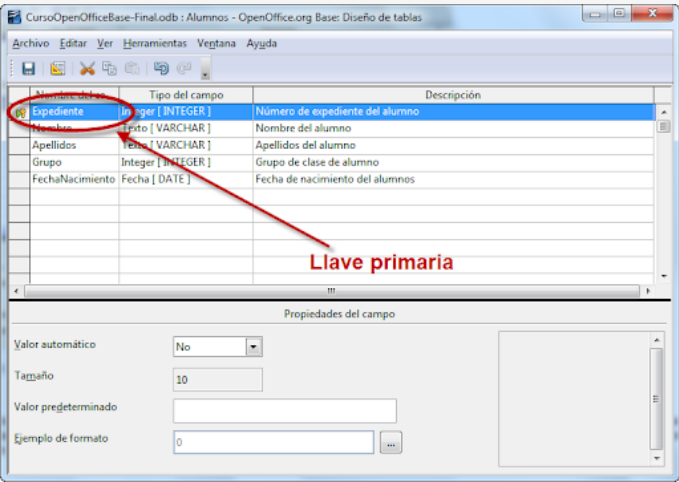 CursoOpenOfficeBase-Final.odb : Alumnos - OpenOffice.org Base: Diseño de tablas
Archivo Editar Ver Herramientas Ventana Ayuda
Nombre del Tipo del campo Descripción
Expediente Integer [ INTEGER ] Número de expediente del alumno
Nombre Texto [ VARCHAR ] Nombre del alumno
Apellidos Texto [ VARCHAR ] Apellidos del alumno
Grupo Integer [ INTEGER ] Grupo de clase de alumno
FechaNacimiento Fecha [ DATE ] Fecha de nacimiento del alumnos
Llave primaria
Propiedades del campo
Valor automático No
Tamaño 10
Valor predeterminado
Ejemplo de formato 0 ...